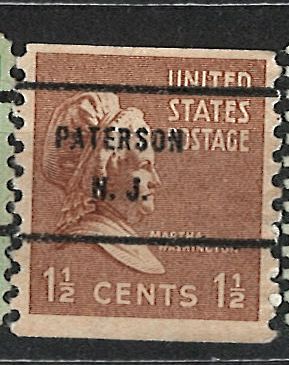 UNITED
STATES
POSTAGE
PATERSON
N. J.
MARTHA
WASHINGTON
1½ CENTS 1½